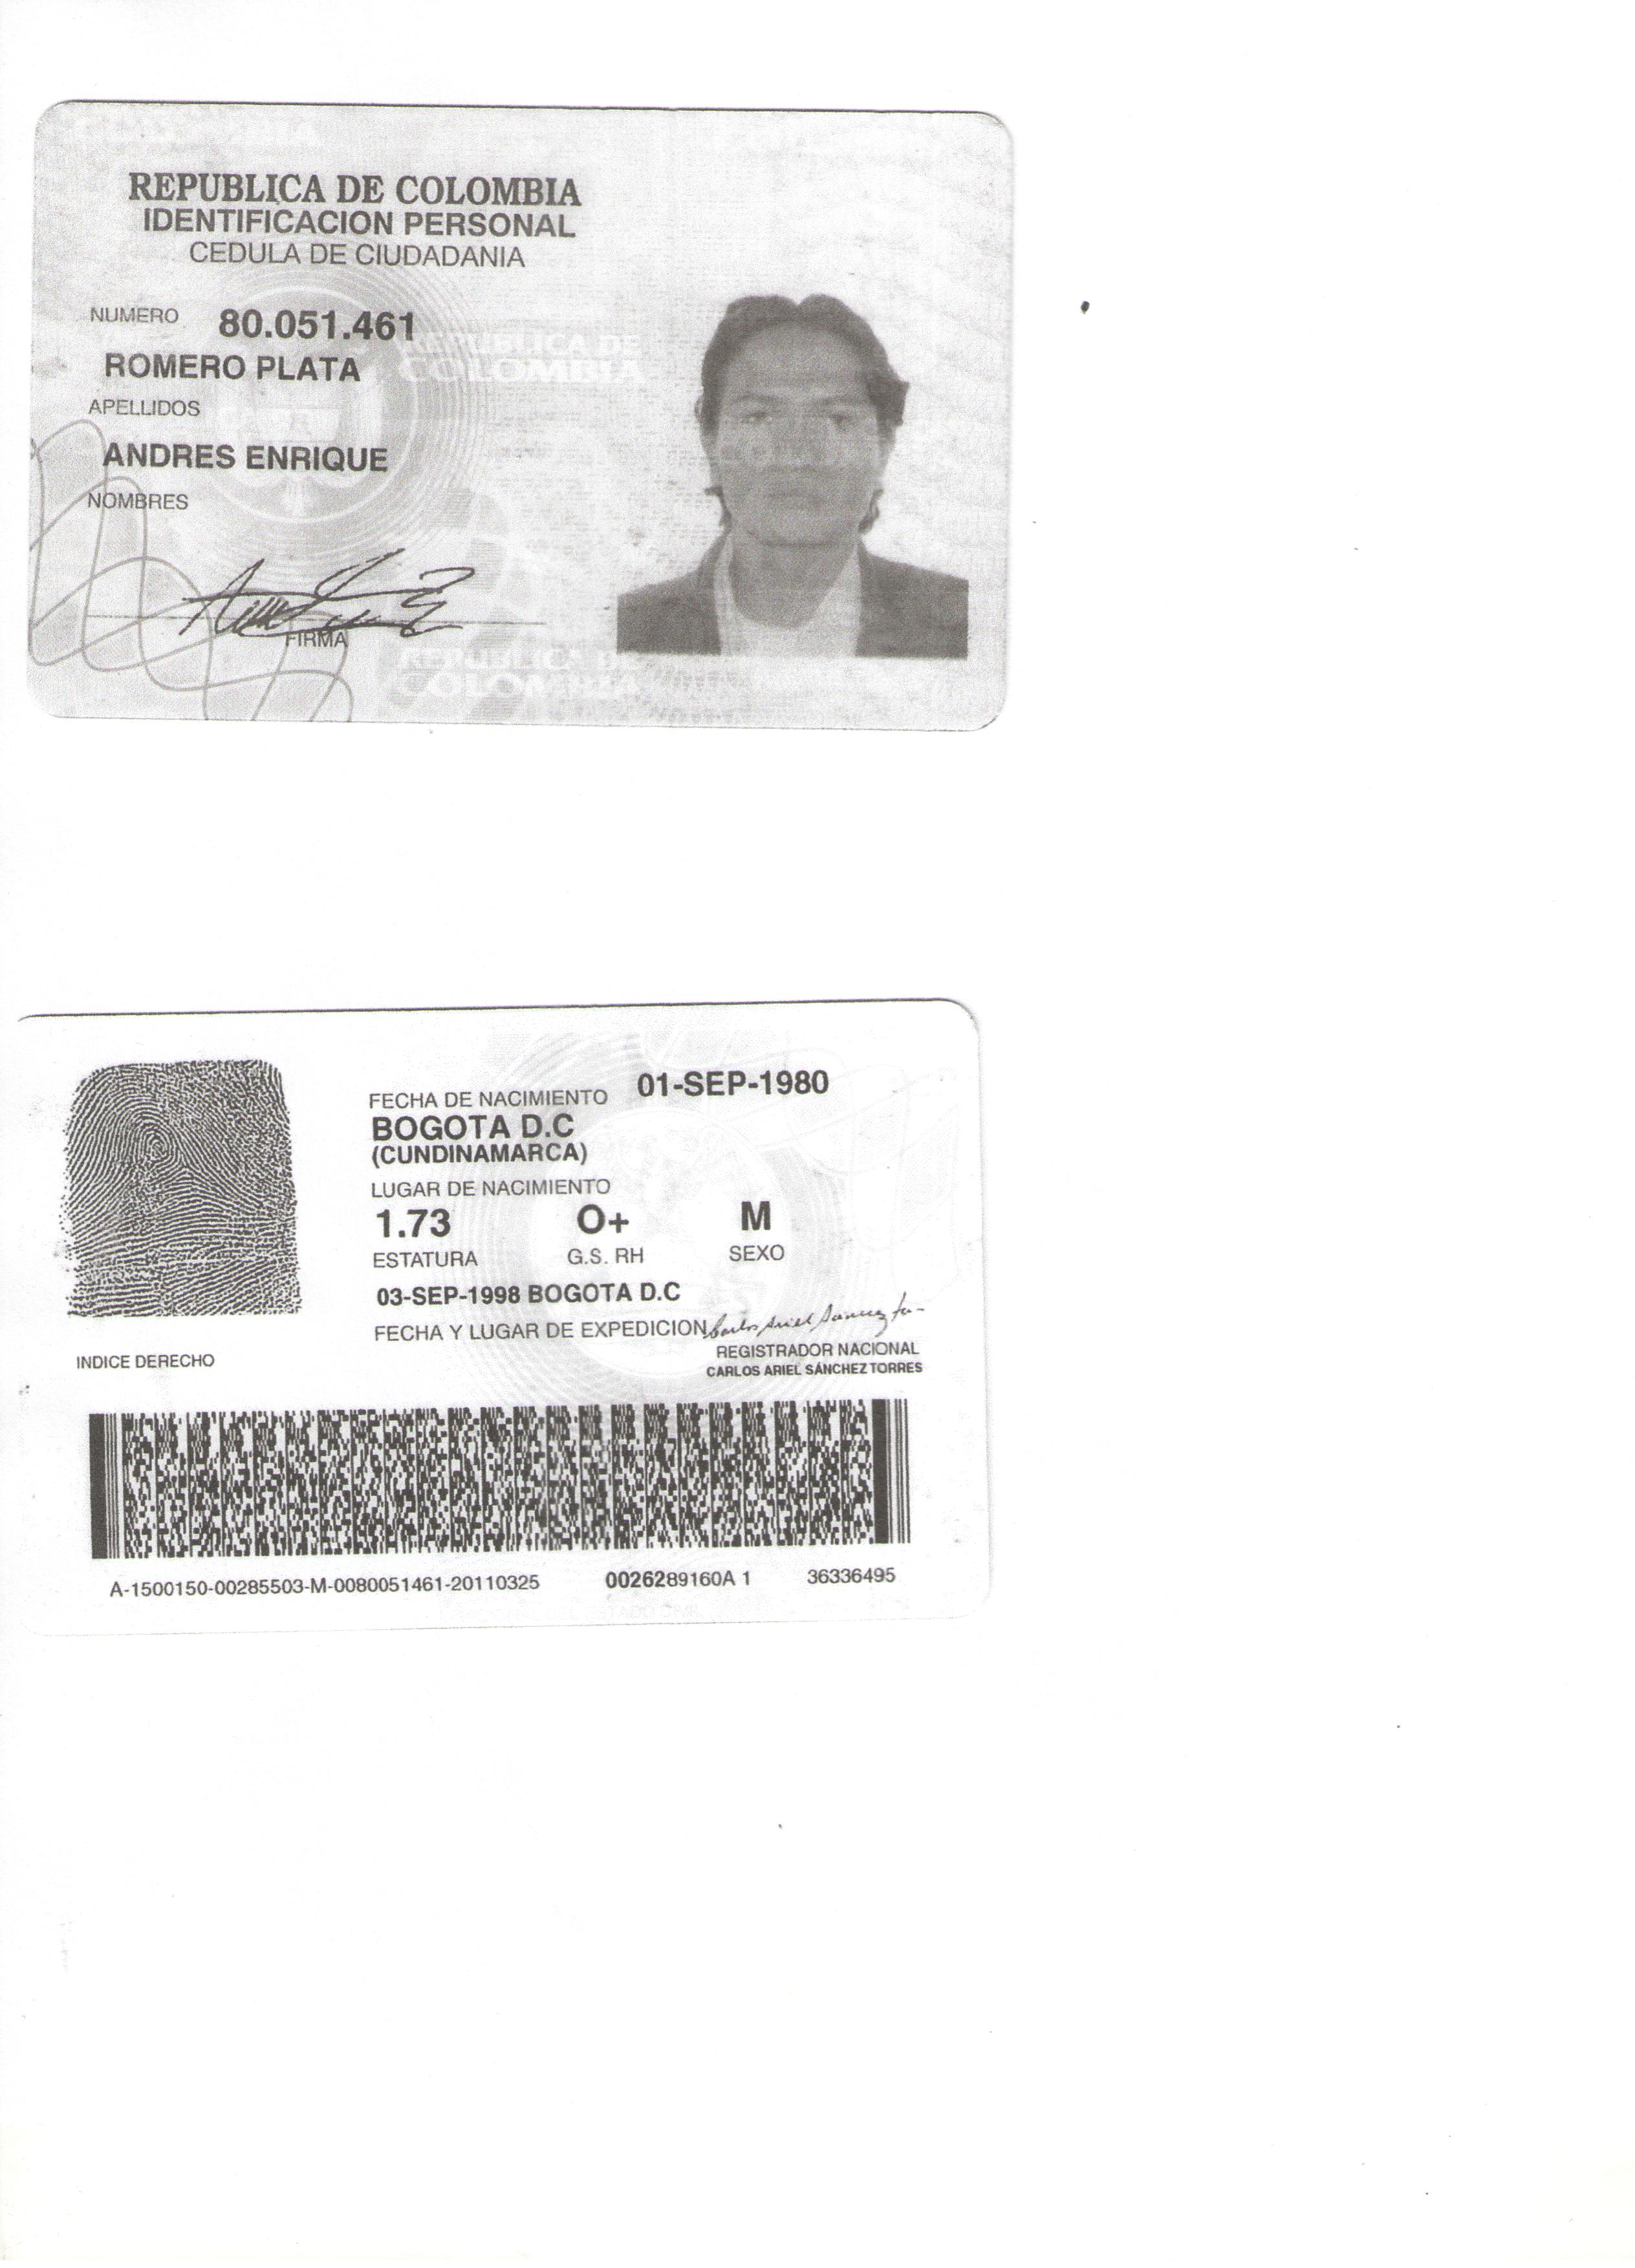 REPUBLICA DE COLOMBIA
IDENTIFICACION PERSONAL
CEDULA DE CIUDADANIA
NUMERO 80.051.461
ROMERO PLATA
APELLIDOS
ANDRES ENRIQUE
NOMBRES
FIRMA
REPUBLICA DE
COLOMBIA
REPUBLICA DE
COLOMBIA
FECHA DE NACIMIENTO 01-SEP-1980
BOGOTA D.C
(CUNDINAMARCA)
LUGAR DE NACIMIENTO
1.73 O+ M
ESTATURA G.S. RH SEXO
03-SEP-1998 BOGOTA D.C
FECHA Y LUGAR DE EXPEDICION
REGISTRADOR NACIONAL
CARLOS ARIEL SÁNCHEZ TORRES
INDICE DERECHO
A-1500150-00285503-M-0080051461-20110325 0026289160A 1 36336495